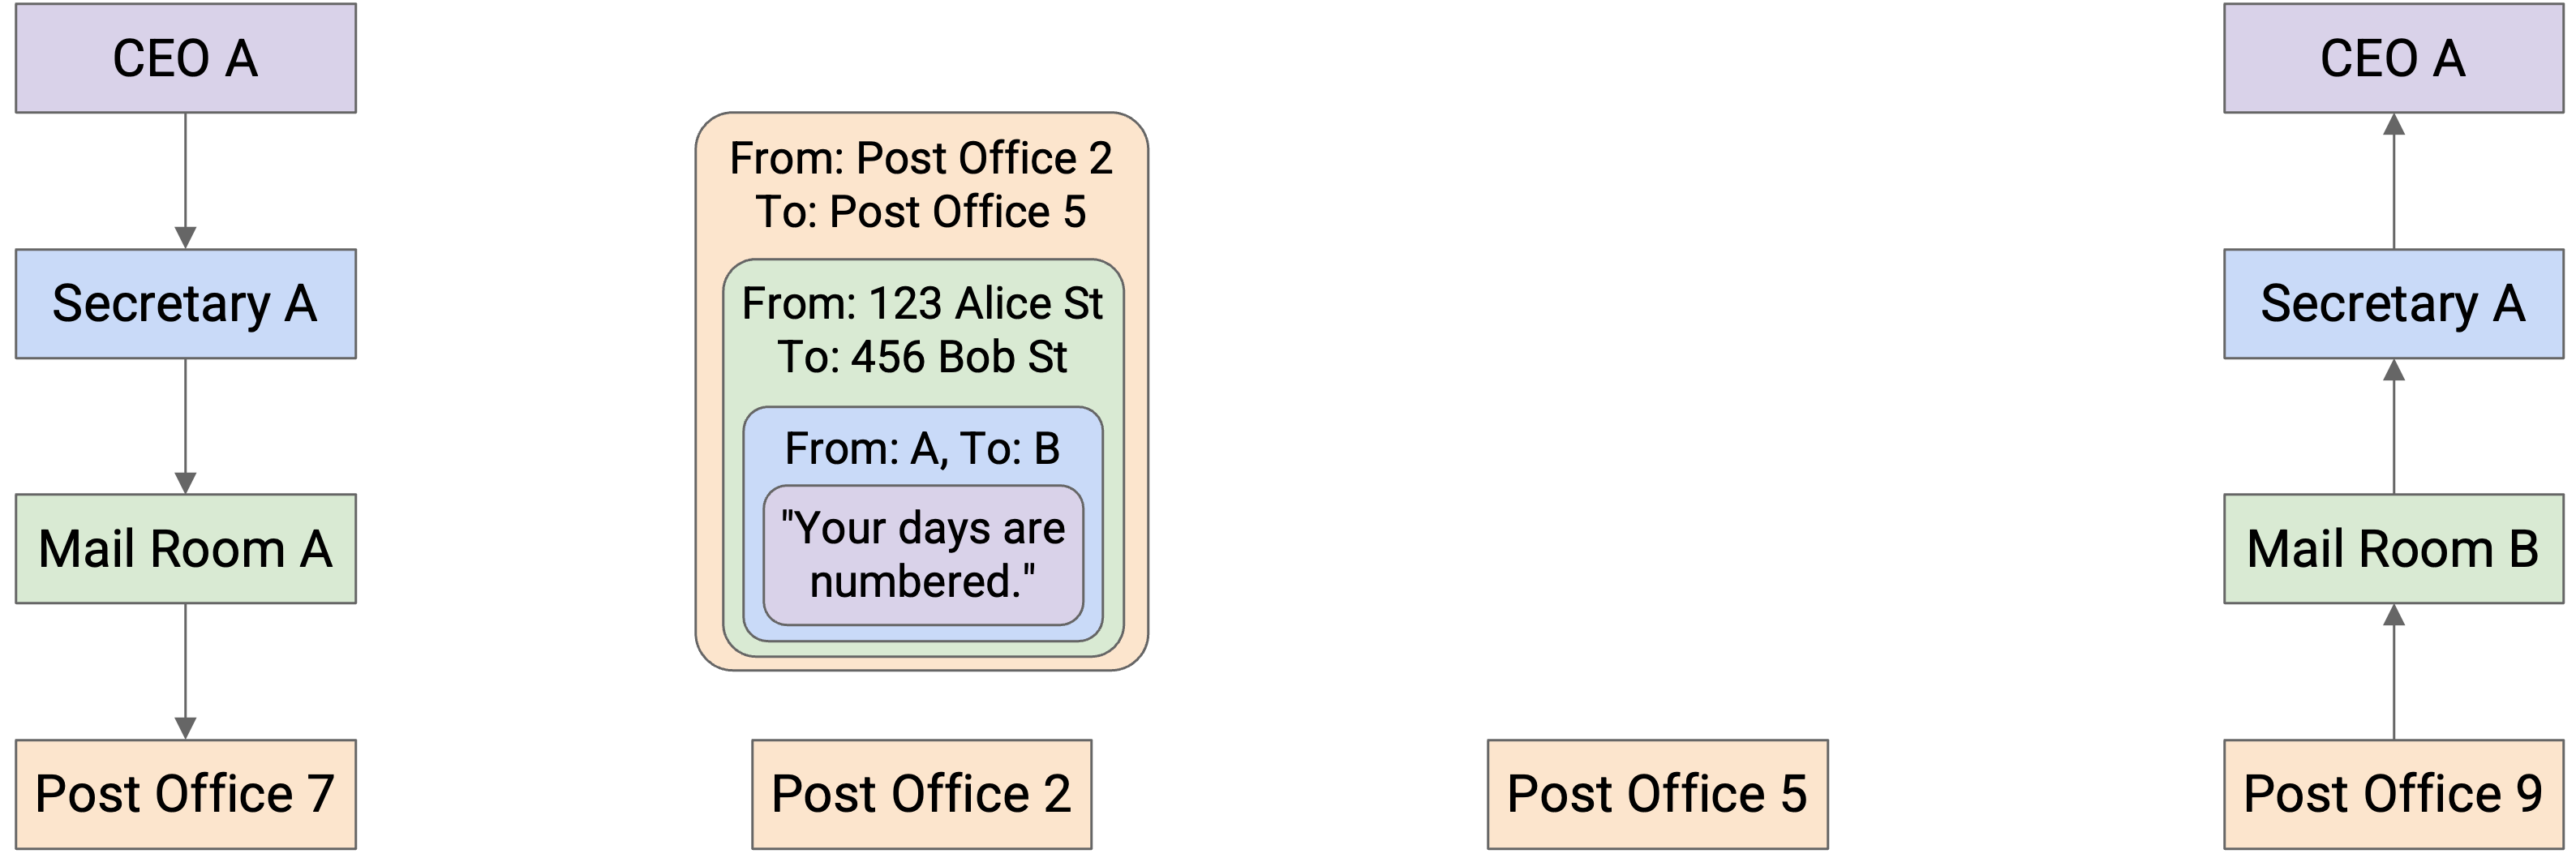 CEO A
Secretary A
Mail Room A
Post Office 7
From: Post Office 2
To: Post Office 5
From: 123 Alice St
To: 456 Bob St
From: A, To: B
"Your days are
numbered."
Post Office 2
Post Office 5
CEO A
Secretary A
Mail Room B
Post Office 9